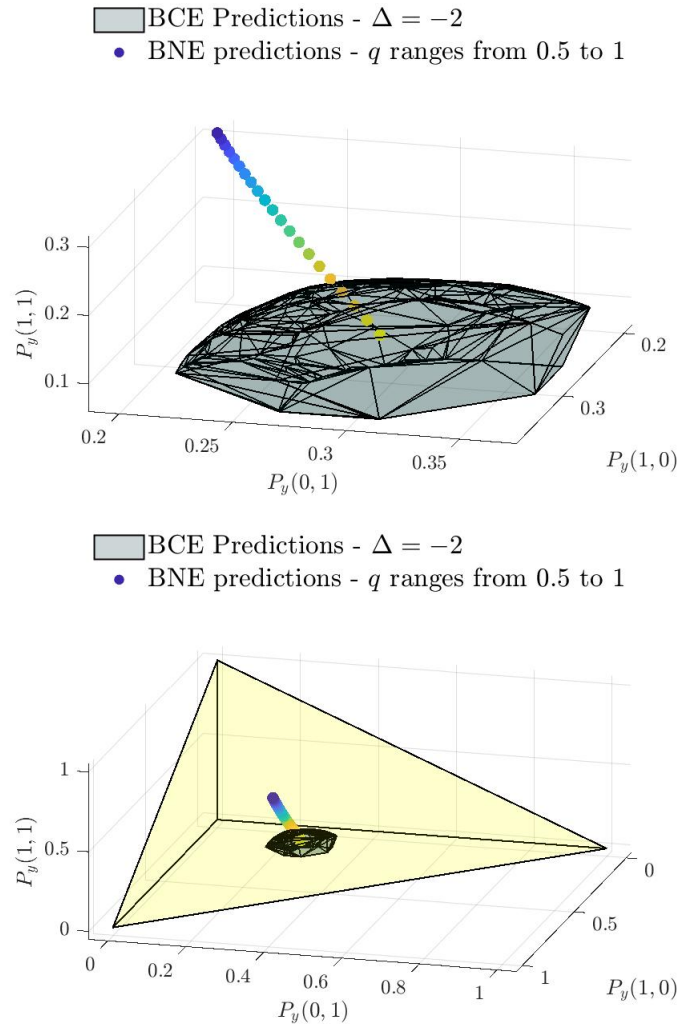 BCE Predictions - Δ = −2
BNE predictions - q ranges from 0.5 to 1
0.3
0.2
0.1
P_y(1,1)
0.2
0.25
0.3
0.35
P_y(0,1)
0.2
0.3
P_y(1,0)
BCE Predictions - Δ = −2
BNE predictions - q ranges from 0.5 to 1
1
0.5
0
P_y(1,1)
0
0.2
0.4
0.6
0.8
1
P_y(0,1)
0
0.5
1
P_y(1,0)